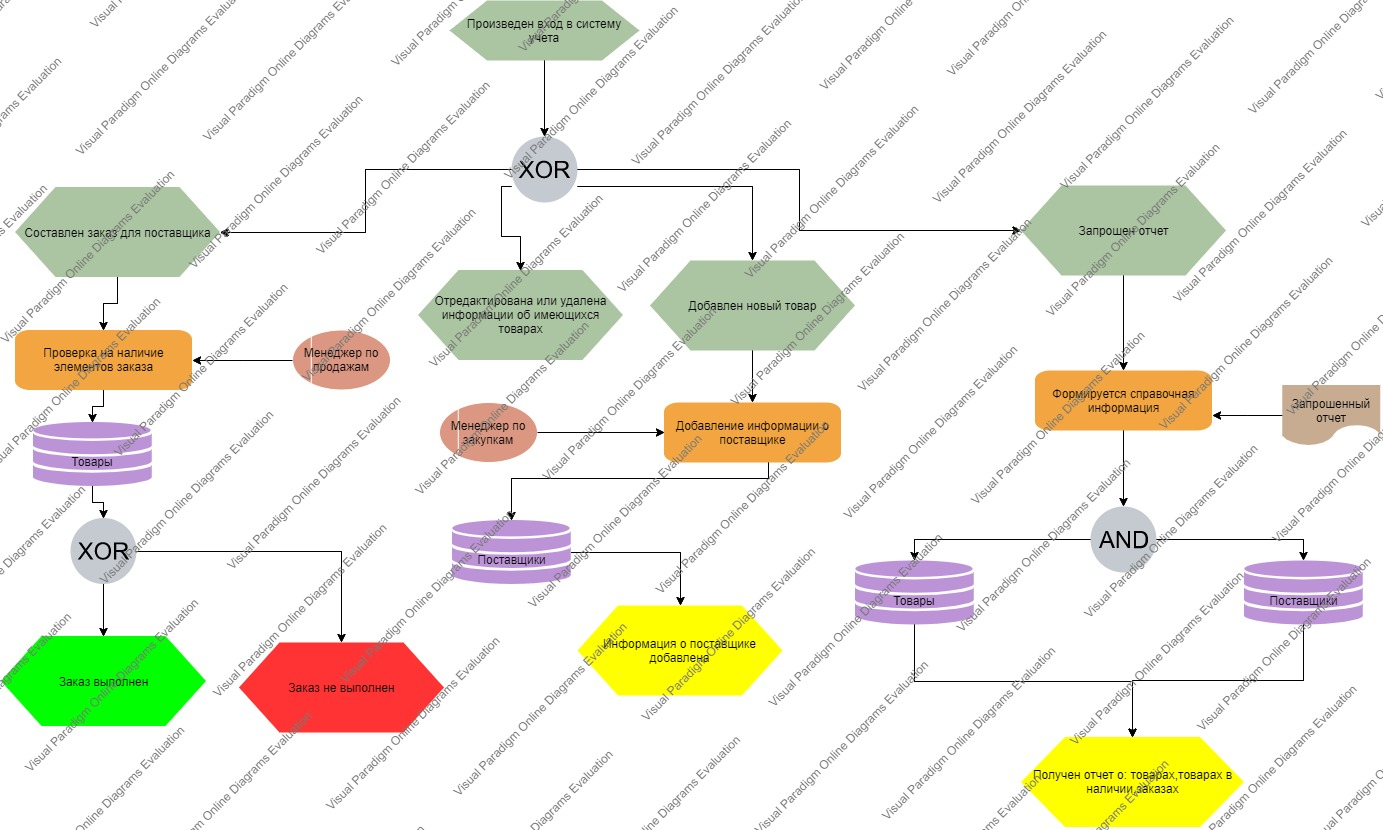 Произведен вход в систему
учета
XOR
Составлен заказ для поставщика
Отредактирована или удалена
информации об имеющихся
товарах
Добавлен новый товар
Запрошен отчет
Проверка на наличие
элементов заказа
Менеджер по
продажам
Менеджер по
закупкам
Добавление информации о
поставщике
Формируется справочная
информация
Запрошенный
отчет
Товары
XOR
Поставщики
AND
Товары
Поставщики
Заказ выполнен
Заказ не выполнен
Информация о поставщике
добавлена
Получен отчет о: товарах,товарах в
наличии,заказах
Visual Paradigm Online Diagrams Evaluation